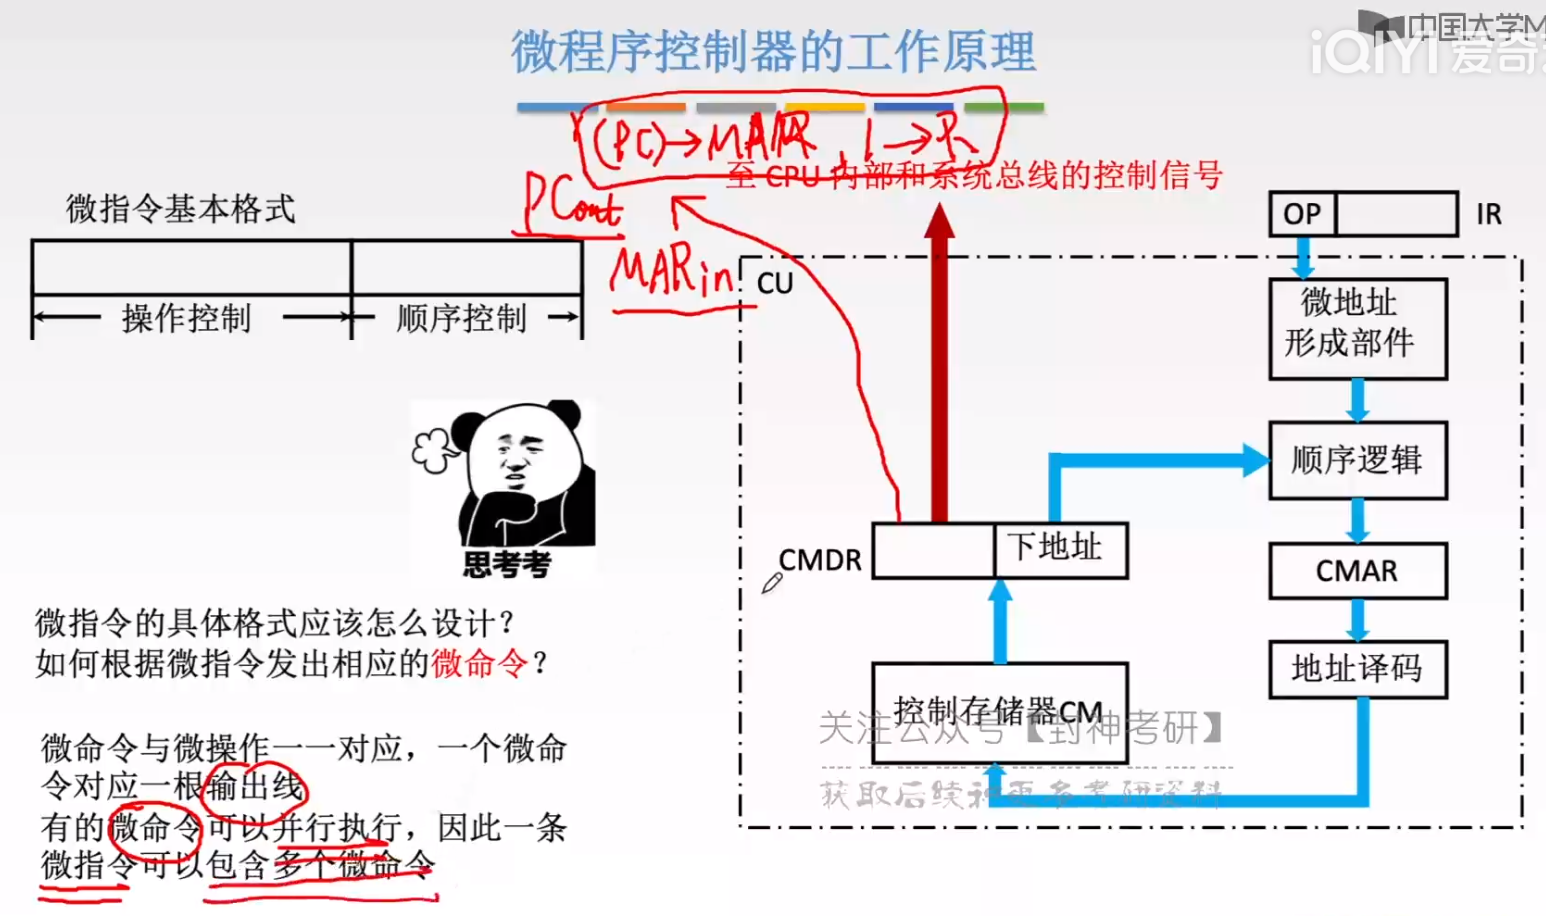 中国大学M
iQIYI 爱奇
微程序控制器的工作原理
(PC)→MAR, 1→R
至 CPU 内部和系统总线的控制信号
PCout
MARin
微指令基本格式
操作控制
顺序控制
思考考
微指令的具体格式应该怎么设计？
如何根据微指令发出相应的微命令？
微命令与微操作一一对应，一个微命
令对应一根输出线
有的微命令可以并行执行，因此一条
微指令可以包含多个微命令
OP
IR
CU
微地址
形成部件
顺序逻辑
CMAR
地址译码
CMDR
下地址
控制存储器CM
关注公众号【封神考研】
获取后续和更多考研资料